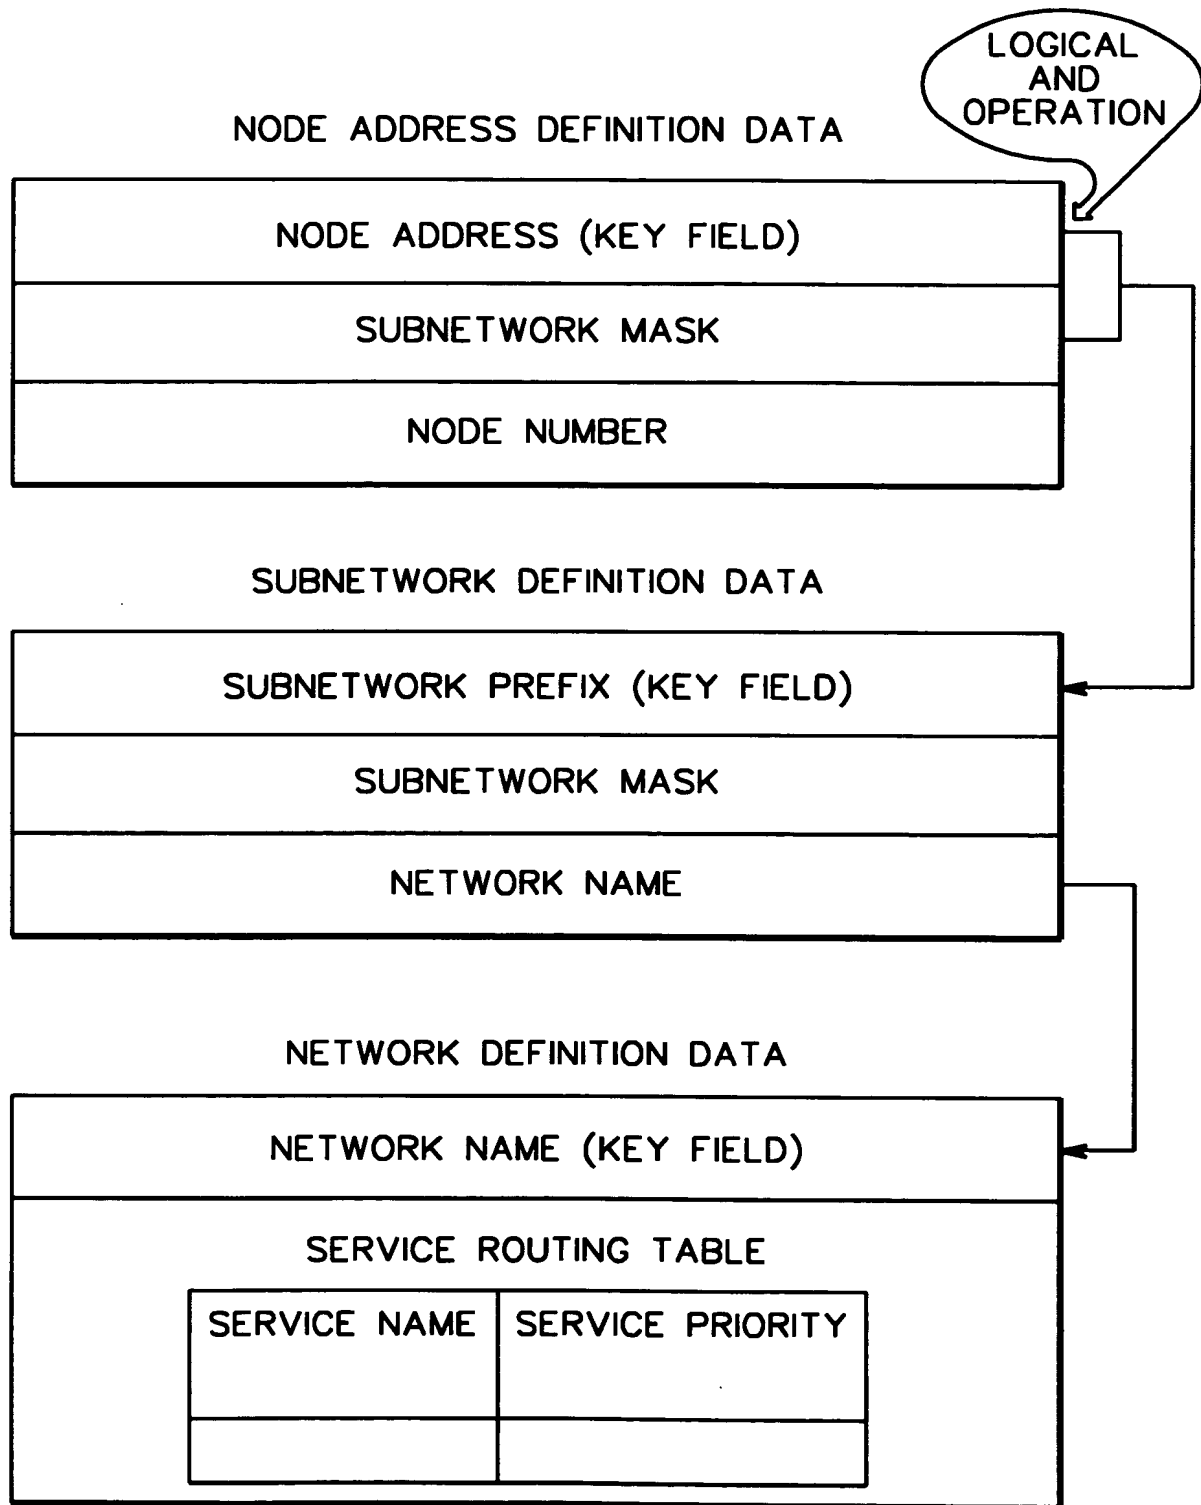 LOGICAL
AND
OPERATION
NODE ADDRESS DEFINITION DATA
NODE ADDRESS (KEY FIELD)
SUBNETWORK MASK
NODE NUMBER
SUBNETWORK DEFINITION DATA
SUBNETWORK PREFIX (KEY FIELD)
SUBNETWORK MASK
NETWORK NAME
NETWORK DEFINITION DATA
NETWORK NAME (KEY FIELD)
SERVICE ROUTING TABLE
SERVICE NAME SERVICE PRIORITY